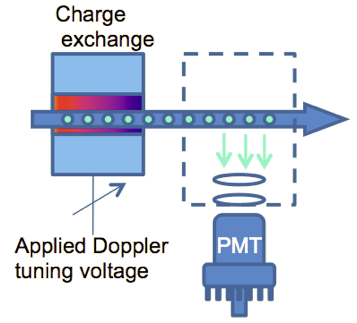 Charge
exchange
PMT
Applied Doppler
tuning voltage